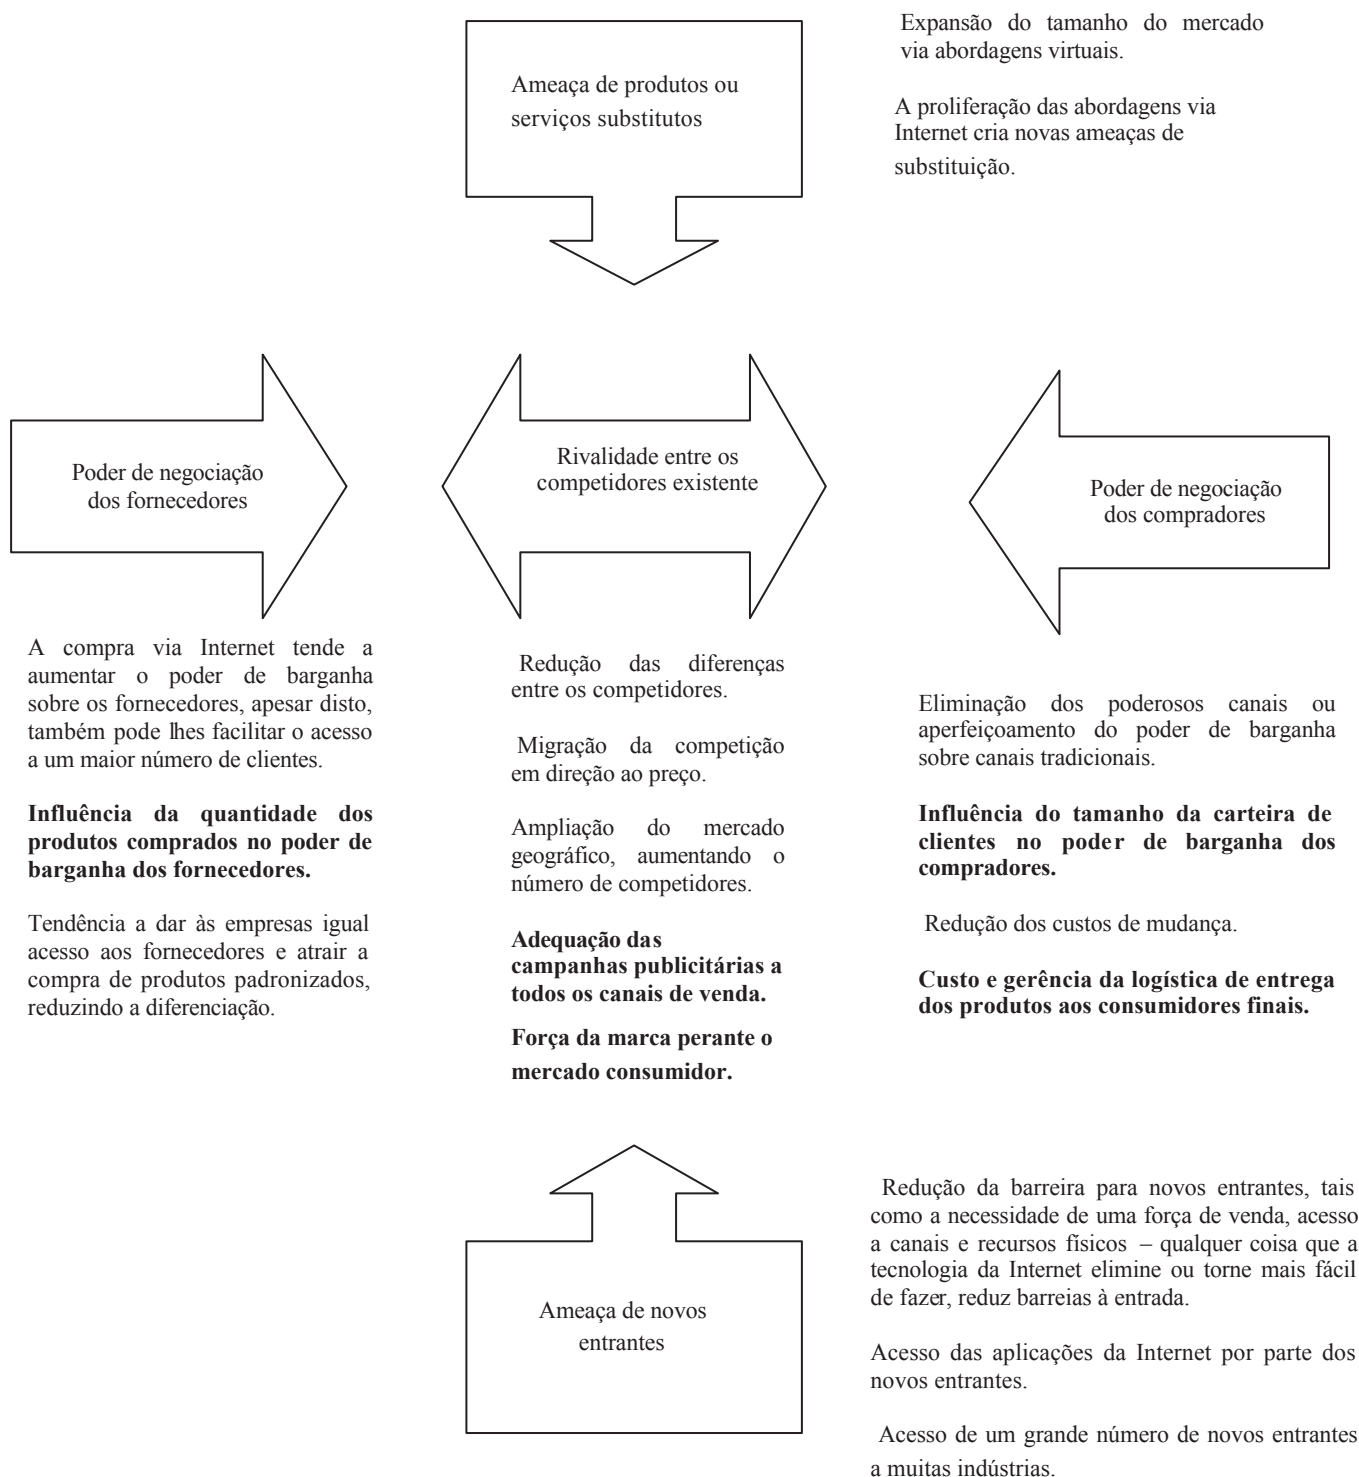 Ameaça de produtos ou
serviços substitutos
Expansão do tamanho do mercado
via abordagens virtuais.
A proliferação das abordagens via
Internet cria novas ameaças de
substituição.
Poder de negociação
dos fornecedores
Rivalidade entre os
competidores existente
Poder de negociação
dos compradores
A compra via Internet tende a
aumentar o poder de barganha
sobre os fornecedores, apesar disto,
também pode lhes facilitar o acesso
a um maior número de clientes.
Influência da quantidade dos
produtos comprados no poder de
barganha dos fornecedores.
Tendência a dar às empresas igual
acesso aos fornecedores e atrair a
compra de produtos padronizados,
reduzindo a diferenciação.
Redução das diferenças
entre os competidores.
Migração da competição
em direção ao preço.
Ampliação do mercado
geográfico, aumentando o
número de competidores.
Adequação das
campanhas publicitárias a
todos os canais de venda.
Força da marca perante o
mercado consumidor.
Eliminação dos poderosos canais ou
aperfeiçoamento do poder de barganha
sobre canais tradicionais.
Influência do tamanho da carteira de
clientes no poder de barganha dos
compradores.
Redução dos custos de mudança.
Custo e gerência da logística de entrega
dos produtos aos consumidores finais.
Ameaça de novos
entrantes
Redução da barreira para novos entrantes, tais
como a necessidade de uma força de venda, acesso
a canais e recursos físicos – qualquer coisa que a
tecnologia da Internet elimine ou torne mais fácil
de fazer, reduz barreias à entrada.
Acesso das aplicações da Internet por parte dos
novos entrantes.
Acesso de um grande número de novos entrantes
a muitas indústrias.